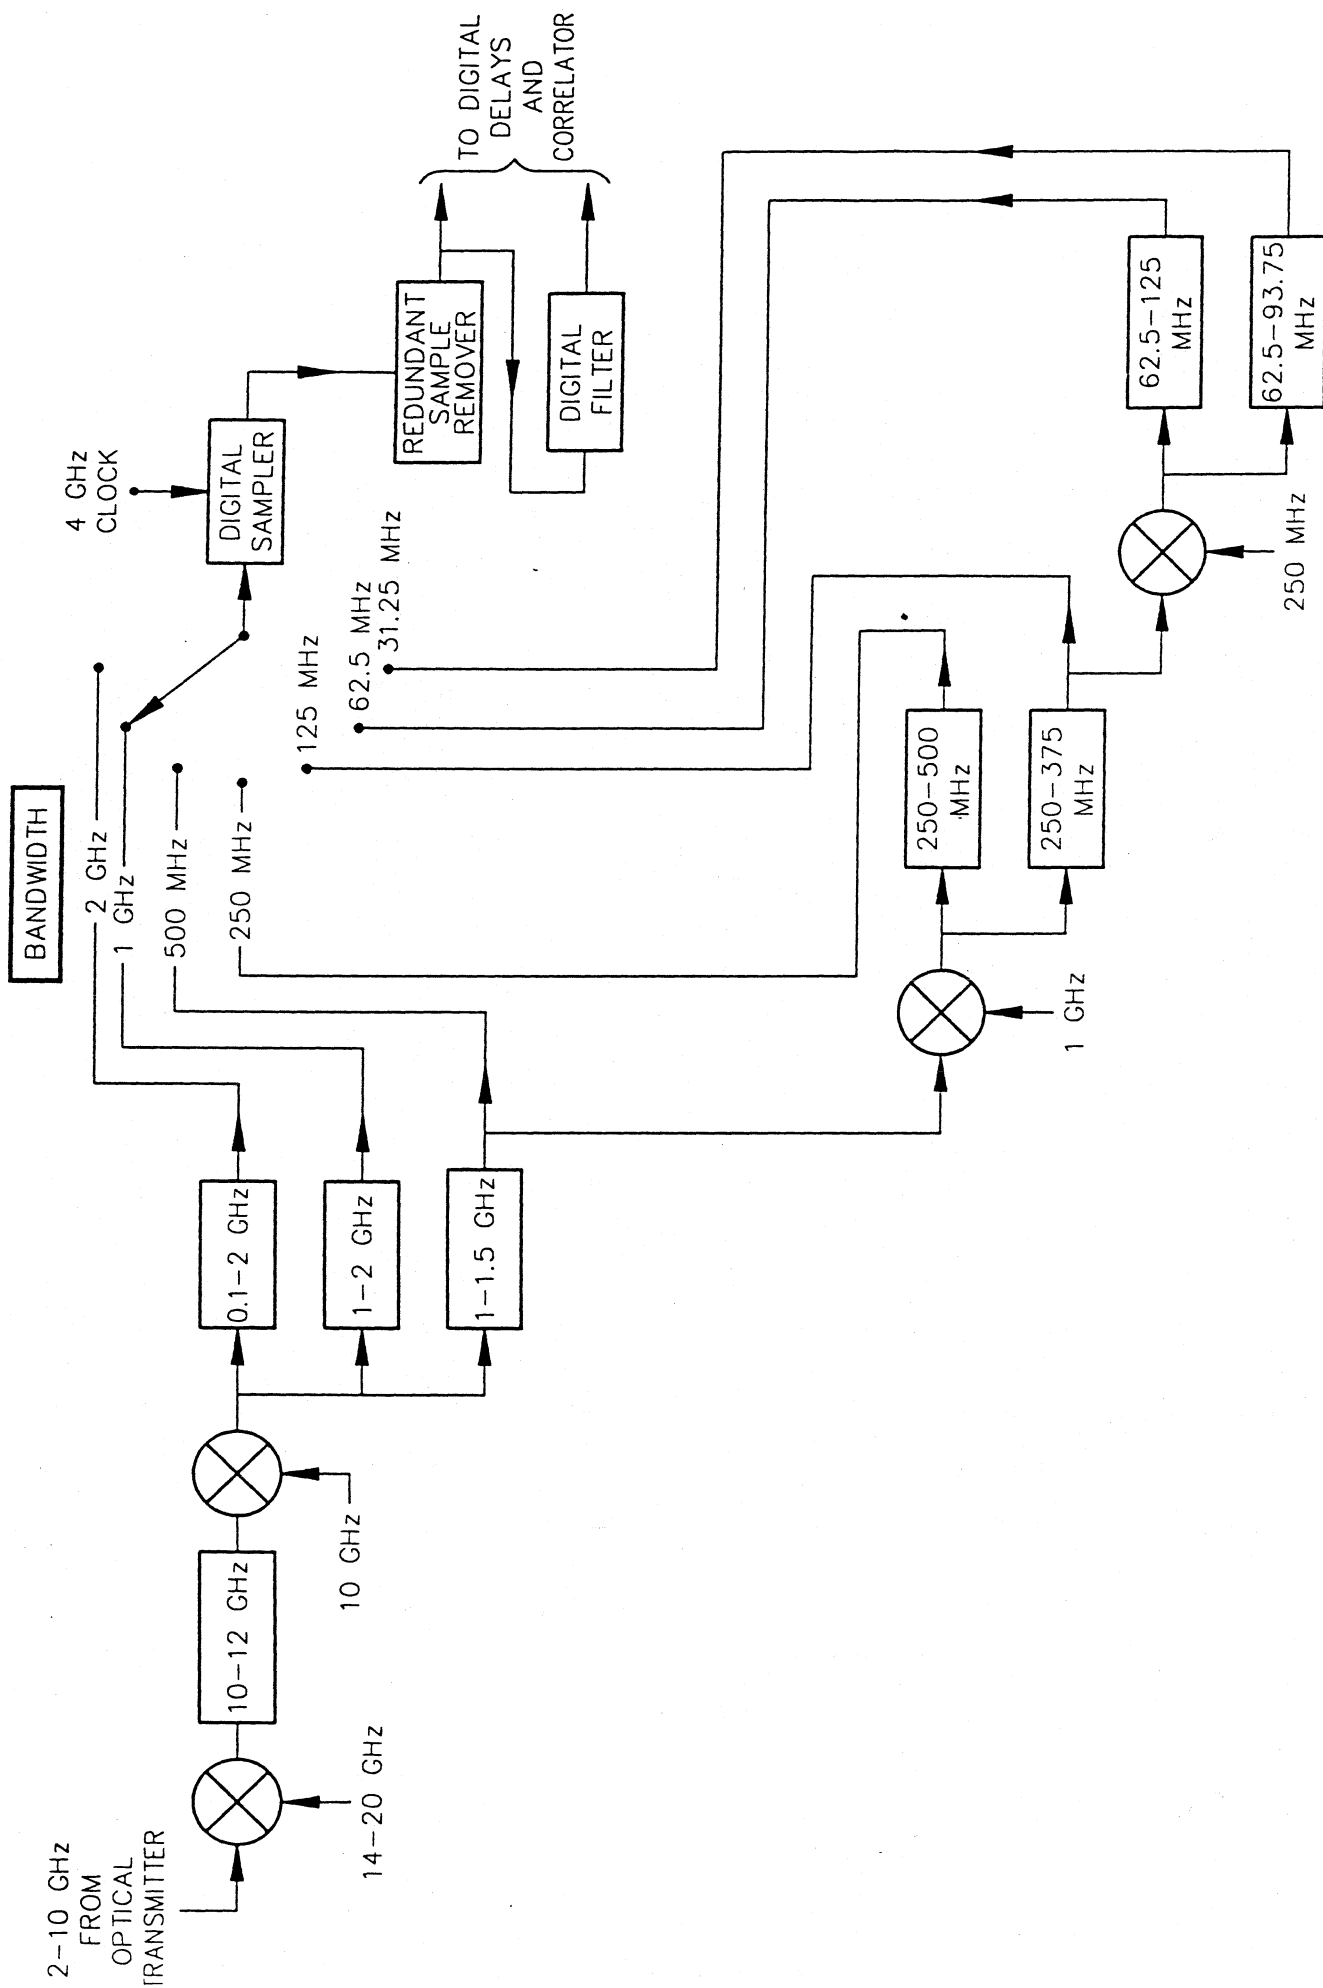 2–10 GHz
FROM
OPTICAL
TRANSMITTER
14–20 GHz
10–12 GHz
10 GHz
0.1–2 GHz
1–2 GHz
1–1.5 GHz
BANDWIDTH
2 GHz
1 GHz
500 MHz
250 MHz
125 MHz
62.5 MHz
31.25 MHz
4 GHz
CLOCK
DIGITAL
SAMPLER
REDUNDANT
SAMPLE
REMOVER
DIGITAL
FILTER
TO DIGITAL
DELAYS
AND
CORRELATOR
1 GHz
250–500
MHz
250–375
MHz
250 MHz
62.5–125
MHz
62.5–93.75
MHz